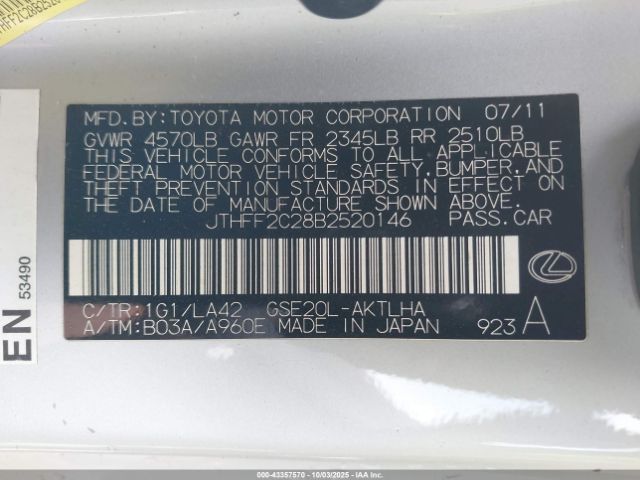 MFD.BY:TOYOTA MOTOR CORPORATION 07/11
GVWR 4570LB GAWR FR 2345LB RR 2510LB
THIS VEHICLE CONFORMS TO ALL APPLICABLE
FEDERAL MOTOR VEHICLE SAFETY,BUMPER,AND
THEFT PREVENTION STANDARDS IN EFFECT ON
THE DATE OF MANUFACTURE SHOWN ABOVE.
JTHFF2C28B2520146 PASS.CAR
C/TR:1G1/LA42 GSE20L-AKTLHA
A/TM:B03A/A960E MADE IN JAPAN 923 A
EN 53490
000-43357570 - 10/03/2025 - www.iaai.com